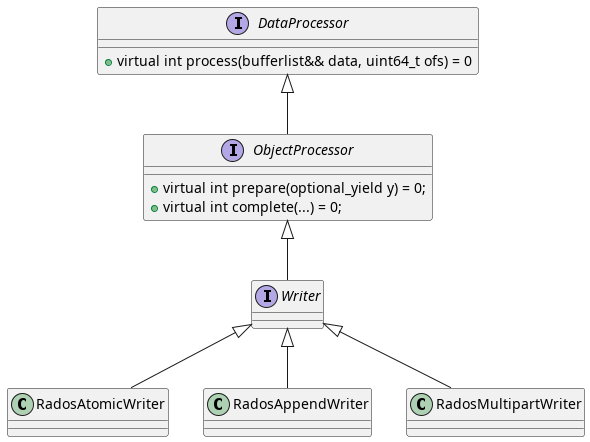 I DataProcessor
+ virtual int process(bufferlist&& data, uint64_t ofs) = 0
I ObjectProcessor
virtual int prepare(optional_yield y) = 0;
virtual int complete(...) = 0;
I Writer
C RadosAtomicWriter
C RadosAppendWriter
C RadosMultipartWriter